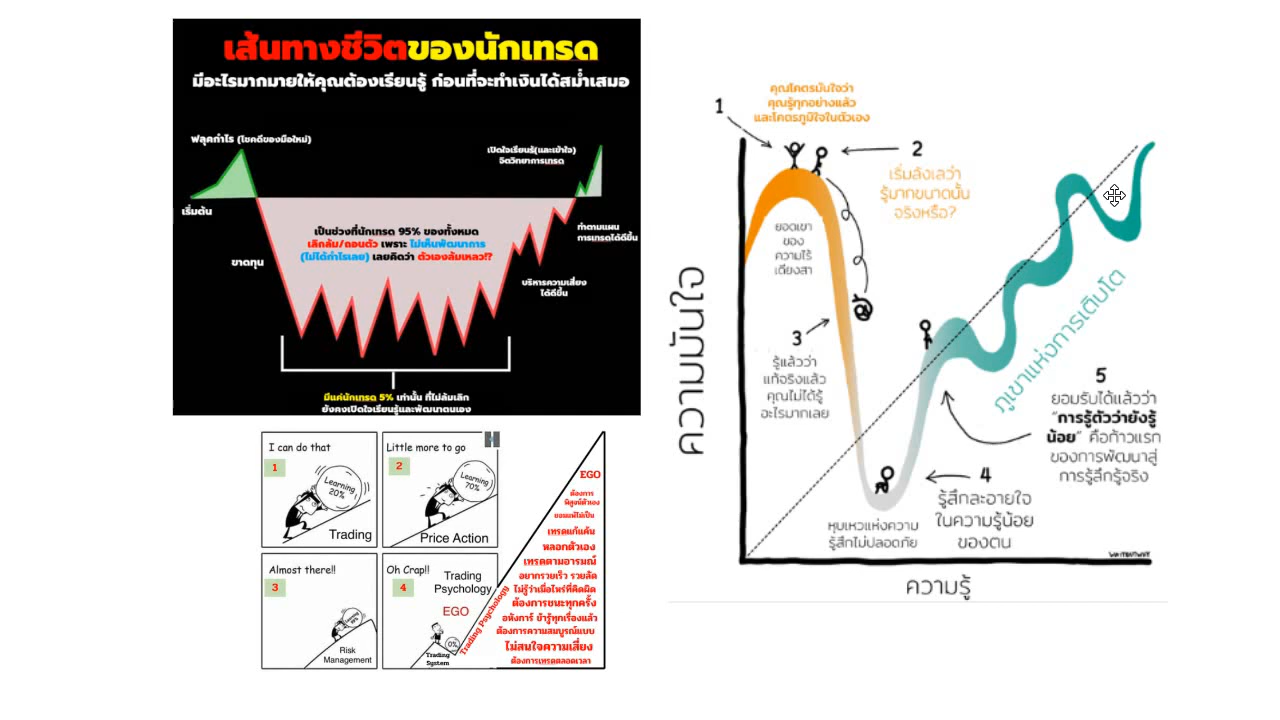 เส้นทางชีวิตของนักเทรด
มีอะไรมากมายให้คุณต้องเรียนรู้ ก่อนที่จะทำเงินได้สม่ำเสมอ
ฟลุคกำไร (โชคดีของมือใหม่)
เริ่มต้น
ขาดทุน
เป็นช่วงที่นักเทรด 95% ของทั้งหมด
เลิกล้ม/ถอนตัว เพราะ ไม่เห็นพัฒนาการ
(ไม่ได้กำไรเลย) เลยคิดว่า ตัวเองล้มเหลว!?
เปิดใจเรียนรู้(และเข้าใจ)
จิตวิทยาการเทรด
ทำตามแผน
การเทรดได้ดีขึ้น
บริหารความเสี่ยง
ได้ดีขึ้น
มีแค่นักเทรด 5% เท่านั้น ที่ไม่ล้มเลิก
ยังคงเปิดใจเรียนรู้และพัฒนาตนเอง
I can do that
1
Learning
20%
Trading
Little more to go
2
Learning
70%
Price Action
Almost there!!
3
Learning
Risk
Management
Oh Crap!!
4
Trading
Psychology
EGO
0%
Trading
System
Trading Psychology
EGO
ต้องการ
พิสูจน์ตัวเอง
ยอมแพ้ไม่เป็น
เทรดแก้แค้น
หลอกตัวเอง
เทรดตามอารมณ์
อยากรวยเร็ว รวยลัด
ไม่รู้ว่าเมื่อไหร่ที่คิดผิด
ต้องการชนะทุกครั้ง
อหังการ์ ข้ารู้ทุกเรื่องแล้ว
ต้องการความสมบูรณ์แบบ
ไม่สนใจความเสี่ยง
ต้องการเทรดตลอดเวลา
1
คุณโคตรมั่นใจว่า
คุณรู้ทุกอย่างแล้ว
และโคตรภูมิใจในตัวเอง
2
เริ่มลังเลว่า
รู้มากขนาดนั้น
จริงหรือ?
ยอดเขา
ของ
ความไร้
เดียงสา
3
รู้แล้วว่า
แท้จริงแล้ว
คุณไม่ได้รู้
อะไรมากเลย
ความมั่นใจ
หุบเหวแห่งความ
รู้สึกไม่ปลอดภัย
4
รู้สึกละอายใจ
ในความรู้น้อย
ของตน
ภูเขาแห่งการเติบโต
5
ยอมรับได้แล้วว่า
“การรู้ตัวว่ายังรู้
น้อย” คือก้าวแรก
ของการพัฒนาสู่
การรู้สึกรู้จริง
ความรู้